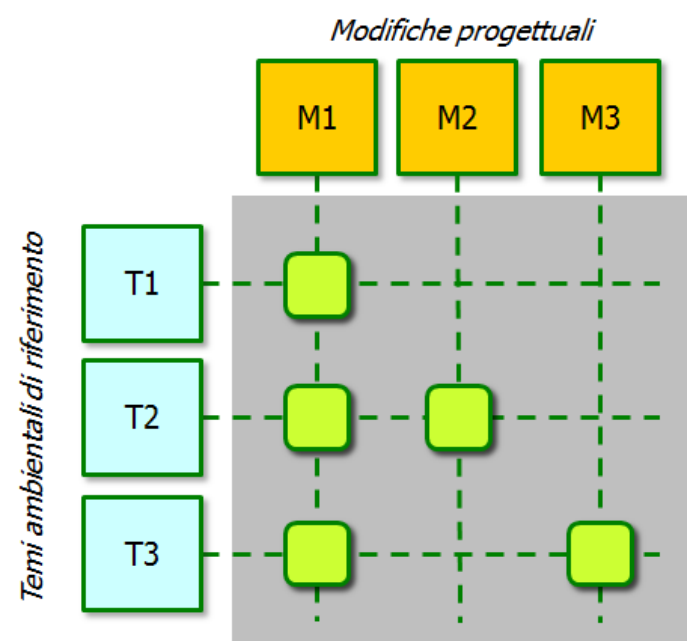 Modifiche progettuali
M1 M2 M3
Temi ambientali di riferimento
T1
T2
T3